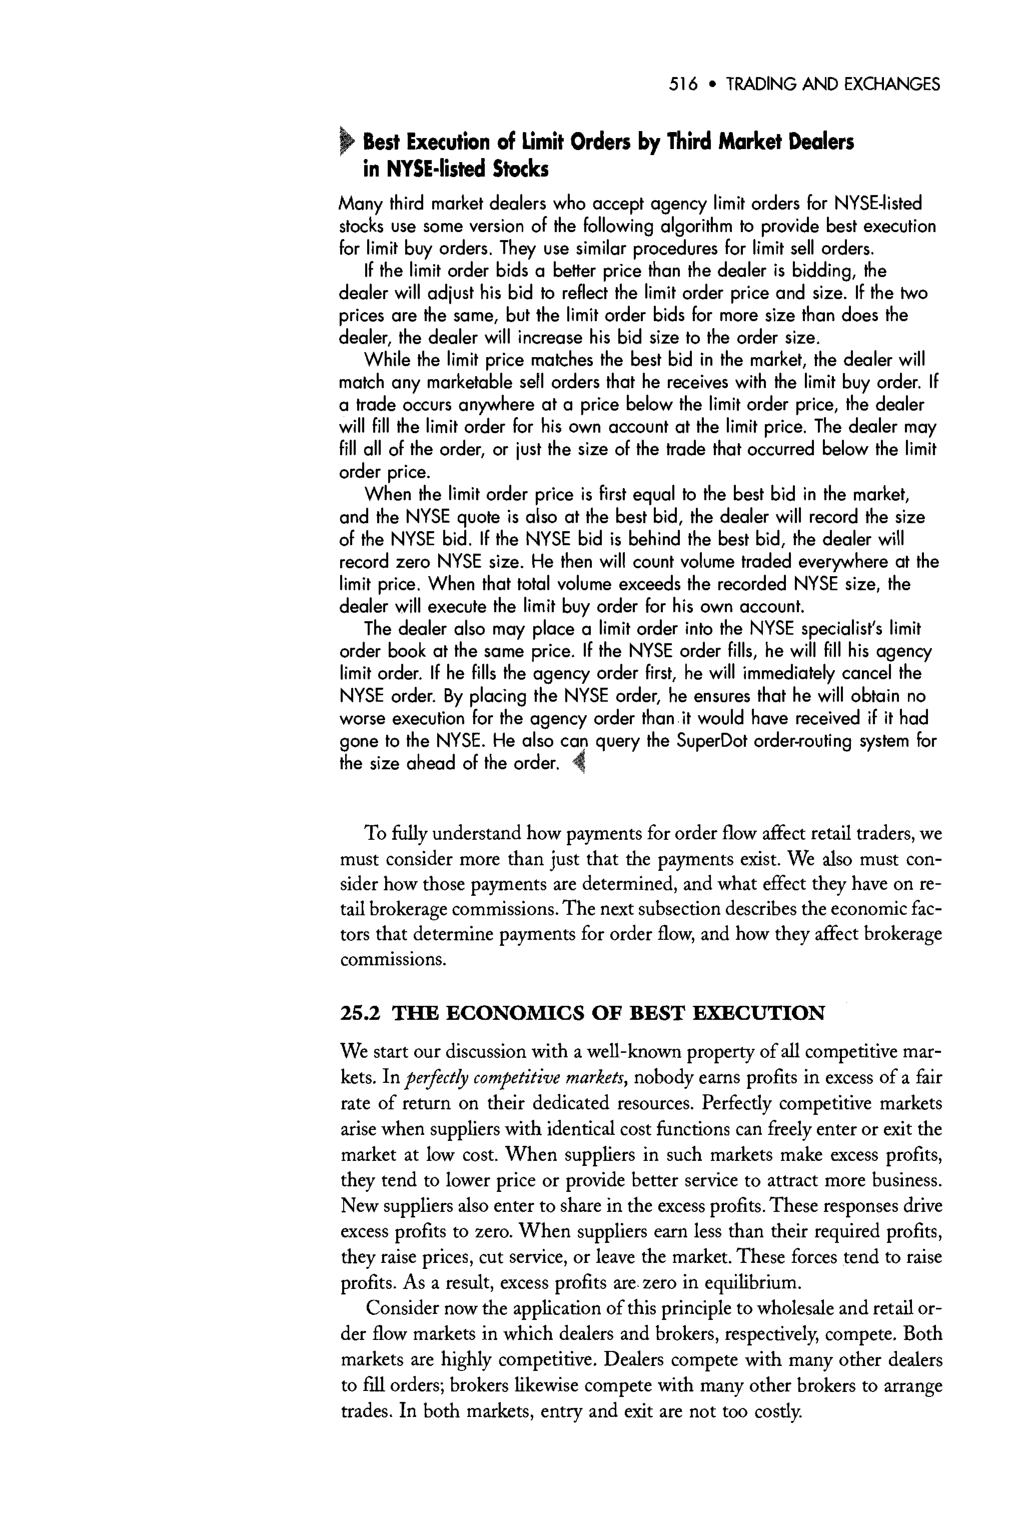 516 • TRADING AND EXCHANGES
Best Execution of Limit Orders by Third Market Dealers
in NYSE-listed Stocks
Many third market dealers who accept agency limit orders for NYSE-listed
stocks use some version of the following algorithm to provide best execution
for limit buy orders. They use similar procedures for limit sell orders.
If the limit order bids a better price than the dealer is bidding, the
dealer will adjust his bid to reflect the limit order price and size. If the two
prices are the same, but the limit order bids for more size than does the
dealer, the dealer will increase his bid size to the order size.
While the limit price matches the best bid in the market, the dealer will
match any marketable sell orders that he receives with the limit buy order. If
a trade occurs anywhere at a price below the limit order price, the dealer
will fill the limit order for his own account at the limit price. The dealer may
fill all of the order, or just the size of the trade that occurred below the limit
order price.
When the limit order price is first equal to the best bid in the market,
and the NYSE quote is also at the best bid, the dealer will record the size
of the NYSE bid. If the NYSE bid is behind the best bid, the dealer will
record zero NYSE size. He then will count volume traded everywhere at the
limit price. When that total volume exceeds the recorded NYSE size, the
dealer will execute the limit buy order for his own account.
The dealer also may place a limit order into the NYSE specialist's limit
order book at the same price. If the NYSE order fills, he will fill his agency
limit order. If he fills the agency order first, he will immediately cancel the
NYSE order. By placing the NYSE order, he ensures that he will obtain no
worse execution for the agency order than it would have received if it had
gone to the NYSE. He also can query the SuperDot order-routing system for
the size ahead of the order.
To fully understand how payments for order flow affect retail traders, we
must consider more than just that the payments exist. We also must con-
sider how those payments are determined, and what effect they have on re-
tail brokerage commissions. The next subsection describes the economic fac-
tors that determine payments for order flow, and how they affect brokerage
commissions.
25.2 THE ECONOMICS OF BEST EXECUTION
We start our discussion with a well-known property of all competitive mar-
kets. In perfectly competitive markets, nobody earns profits in excess of a fair
rate of return on their dedicated resources. Perfectly competitive markets
arise when suppliers with identical cost functions can freely enter or exit the
market at low cost. When suppliers in such markets make excess profits,
they tend to lower price or provide better service to attract more business.
New suppliers also enter to share in the excess profits. These responses drive
excess profits to zero. When suppliers earn less than their required profits,
they raise prices, cut service, or leave the market. These forces tend to raise
profits. As a result, excess profits are zero in equilibrium.
Consider now the application of this principle to wholesale and retail or-
der flow markets in which dealers and brokers, respectively, compete. Both
markets are highly competitive. Dealers compete with many other dealers
to fill orders; brokers likewise compete with many other brokers to arrange
trades. In both markets, entry and exit are not too costly.